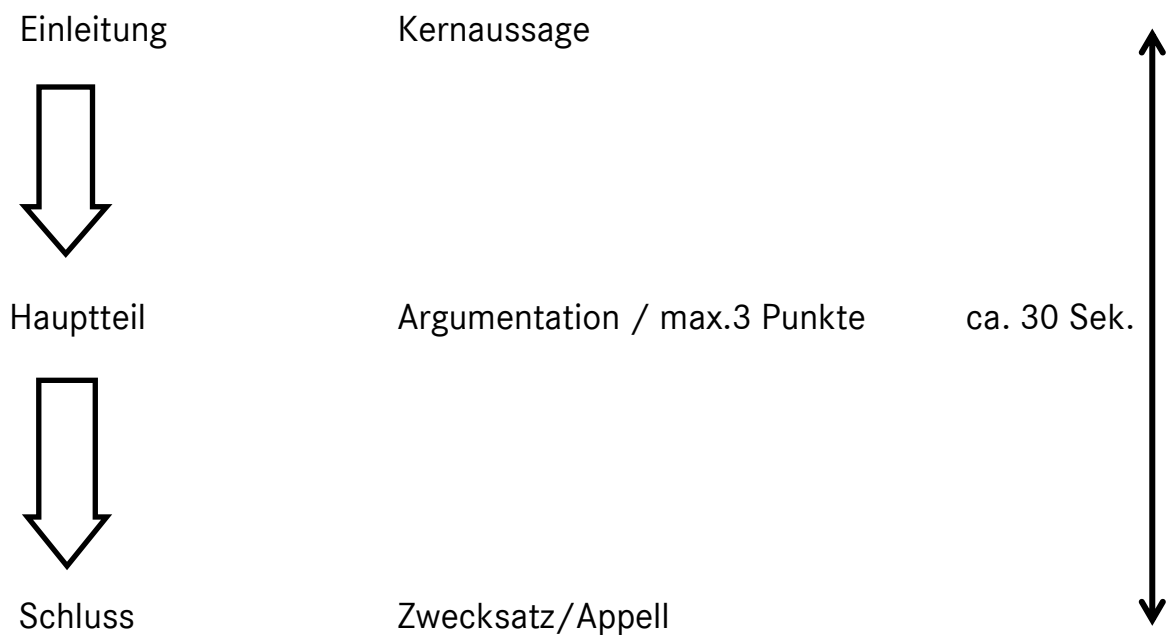 Einleitung Kernaussage
Hauptteil Argumentation / max.3 Punkte ca. 30 Sek.
Schluss Zwecksatz/Appell